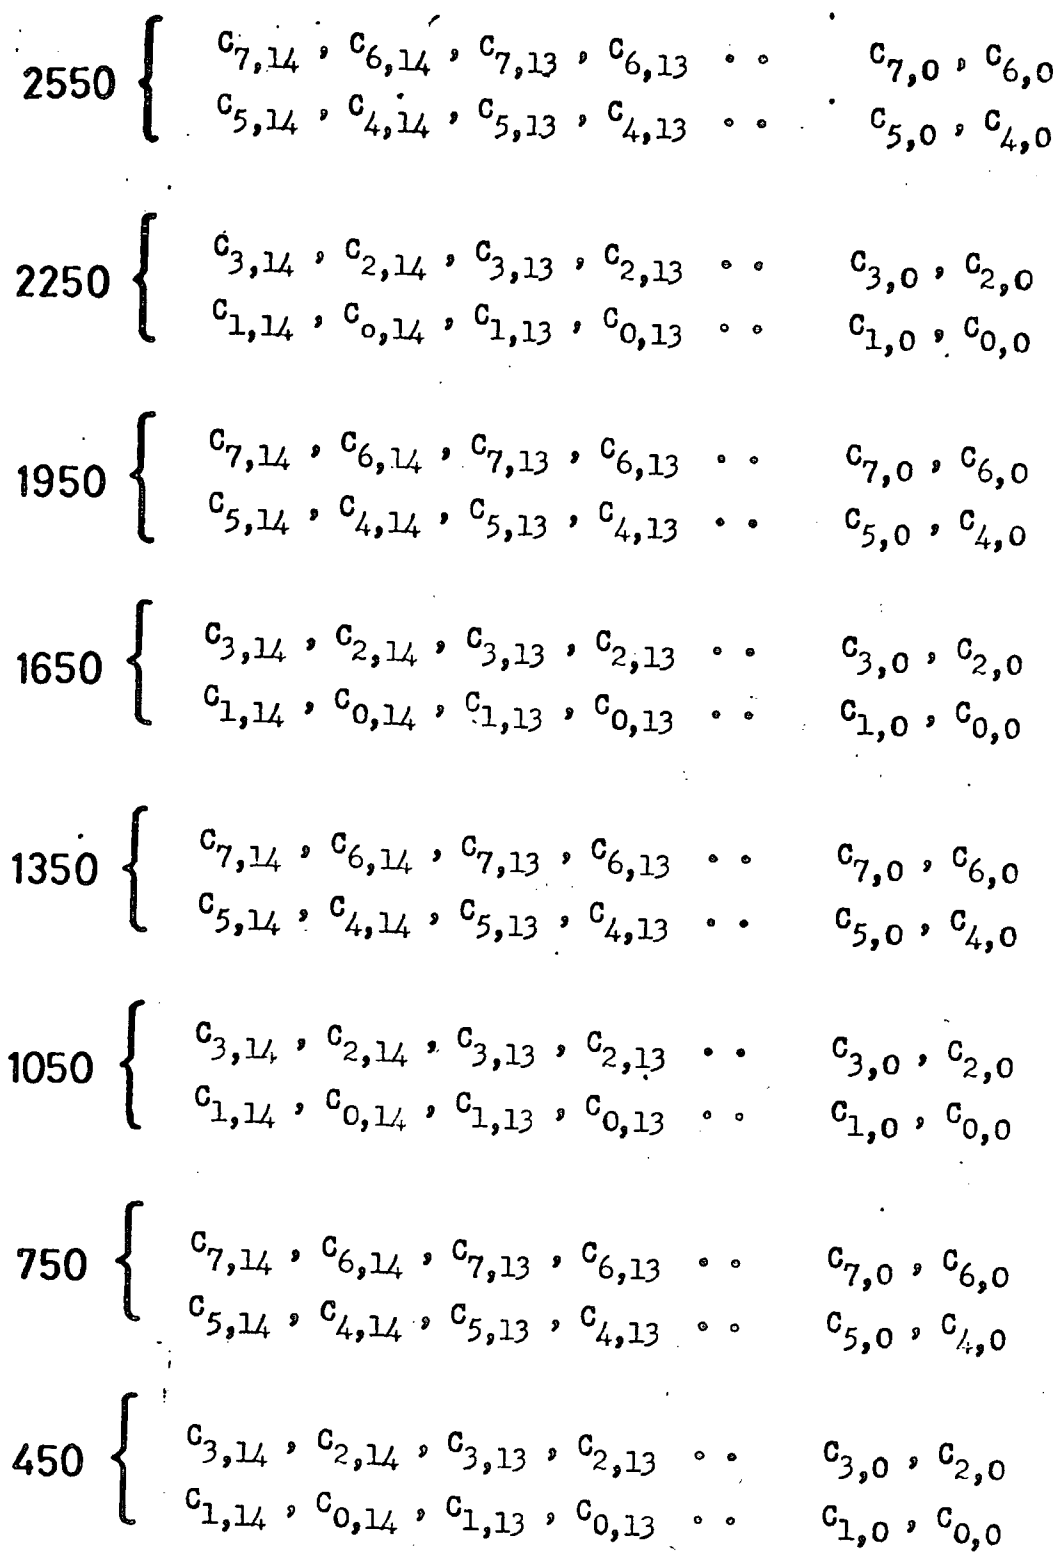 2550 { C7,14 , C6,14 , C7,13 , C6,13 . . C7,0 , C6,0
C5,14 , C4,14 , C5,13 , C4,13 . . C5,0 , C4,0
2250 { C3,14 , C2,14 , C3,13 , C2,13 . . C3,0 , C2,0
C1,14 , C0,14 , C1,13 , C0,13 . . C1,0 , C0,0
1950 { C7,14 , C6,14 , C7,13 , C6,13 . . C7,0 , C6,0
C5,14 , C4,14 , C5,13 , C4,13 . . C5,0 , C4,0
1650 { C3,14 , C2,14 , C3,13 , C2,13 . . C3,0 , C2,0
C1,14 , C0,14 , C1,13 , C0,13 . . C1,0 , C0,0
1350 { C7,14 , C6,14 , C7,13 , C6,13 . . C7,0 , C6,0
C5,14 , C4,14 , C5,13 , C4,13 . . C5,0 , C4,0
1050 { C3,14 , C2,14 , C3,13 , C2,13 . . C3,0 , C2,0
C1,14 , C0,14 , C1,13 , C0,13 . . C1,0 , C0,0
750 { C7,14 , C6,14 , C7,13 , C6,13 . . C7,0 , C6,0
C5,14 , C4,14 , C5,13 , C4,13 . . C5,0 , C4,0
450 { C3,14 , C2,14 , C3,13 , C2,13 . . C3,0 , C2,0
C1,14 , C0,14 , C1,13 , C0,13 . . C1,0 , C0,0